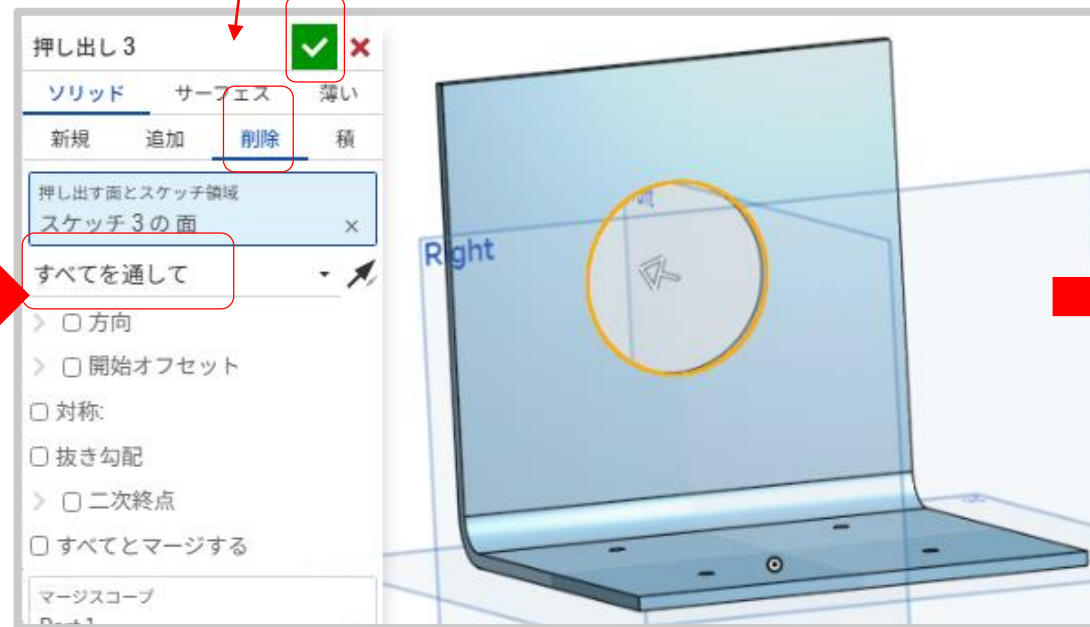 押し出し 3
ソリッド サーフェス 薄い
新規 追加 削除 積
押し出す面とスケッチ領域
スケッチ 3 の 面
すべてを通して
方向
開始オフセット
対称:
抜き勾配
二次終点
すべてとマージする
マージスコープ
Part 1
Right